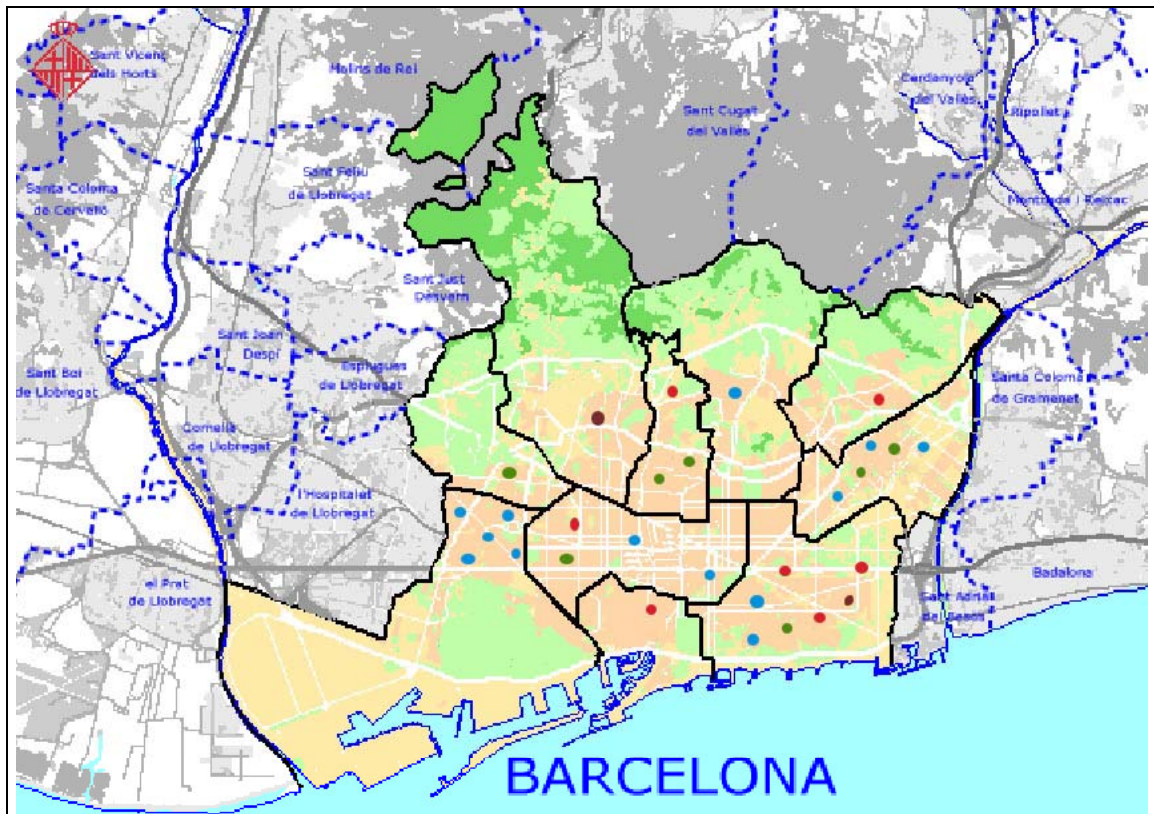 Sant Vicenç
dels Horts
Molins de Rei
Cerdanyola
del Vallès
Ripollet
Sant Cugat
del Vallès
Sant Feliu
de Llobregat
Santa Coloma
de Cervelló
Montcada i Reixac
Sant Just
Desvern
Sant Joan
Despí
Esplugues
de Llobregat
Sant Boi
de Llobregat
Santa Coloma
de Gramenet
Cornellà
de Llobregat
l'Hospitalet
de Llobregat
el Prat
de Llobregat
Badalona
Sant Adrià
de Besòs
BARCELONA